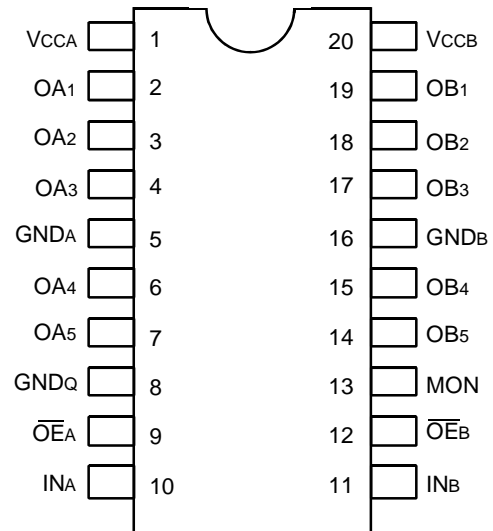 VCCA 1 20 VCCB
OA1 2 19 OB1
OA2 3 18 OB2
OA3 4 17 OB3
GNDA 5 16 GNDB
OA4 6 15 OB4
OA5 7 14 OB5
GNDQ 8 13 MON
O̅E̅A 9 12 O̅E̅B
INA 10 11 INB